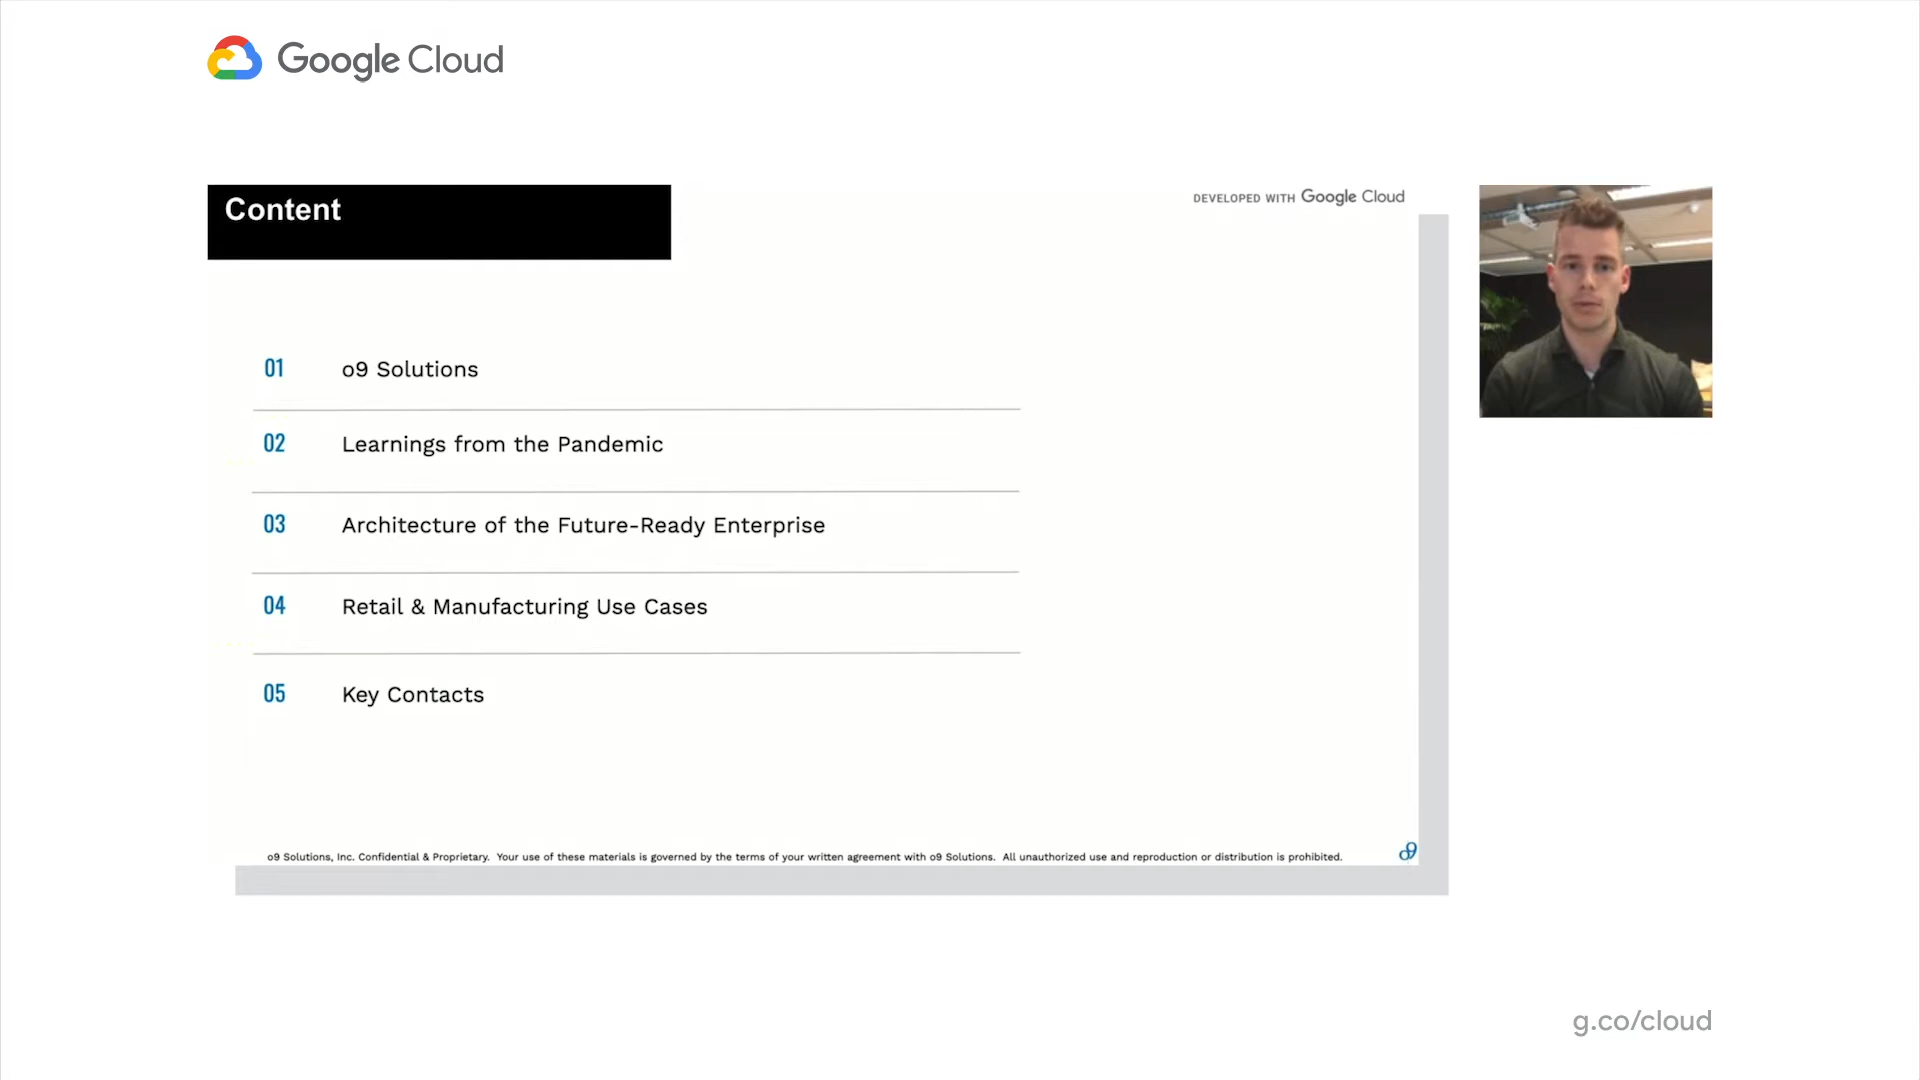 Google Cloud
Content
DEVELOPED WITH Google Cloud
01 o9 Solutions
02 Learnings from the Pandemic
03 Architecture of the Future-Ready Enterprise
04 Retail & Manufacturing Use Cases
05 Key Contacts
o9 Solutions, Inc. Confidential & Proprietary. Your use of these materials is governed by the terms of your written agreement with o9 Solutions. All unauthorized use and reproduction or distribution is prohibited.
o9
g.co/cloud